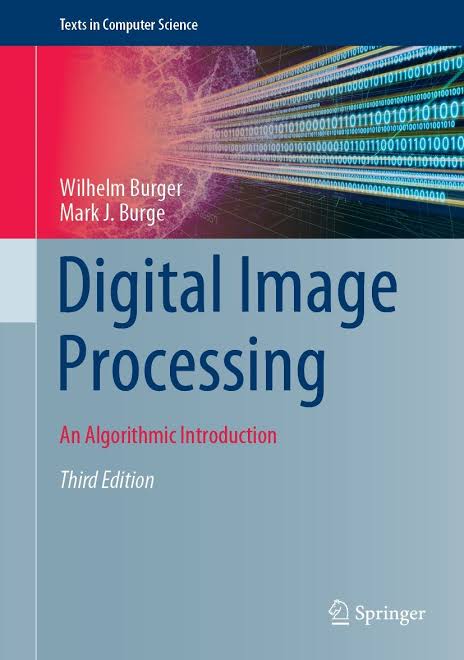 Texts in Computer Science
Wilhelm Burger
Mark J. Burge
Digital Image
Processing
An Algorithmic Introduction
Third Edition
Springer